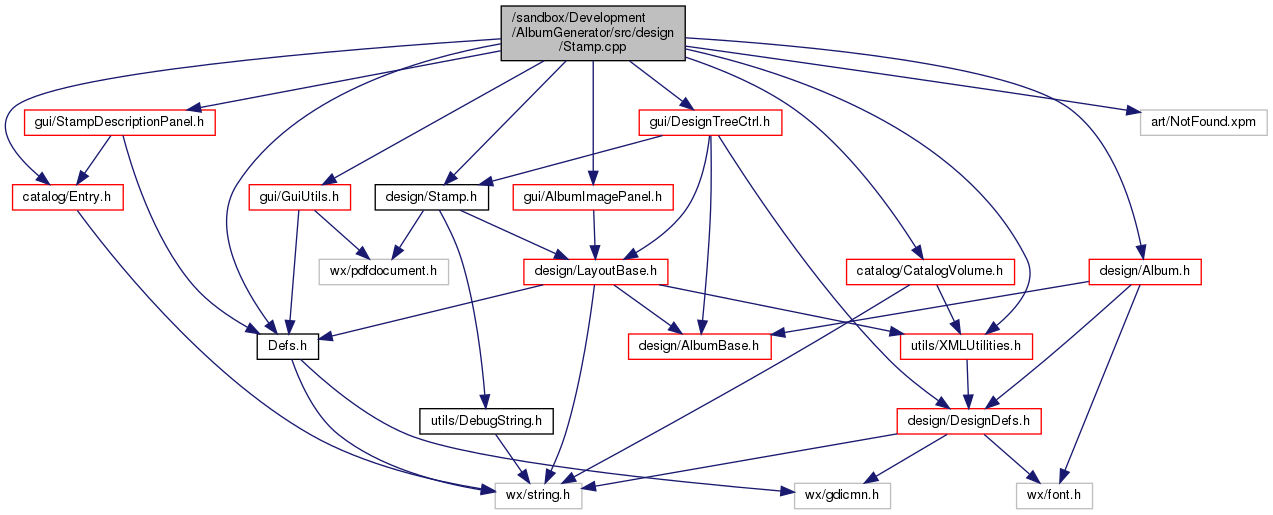 /sandbox/Development
/AlbumGenerator/src/design
/Stamp.cpp
gui/StampDescriptionPanel.h
gui/DesignTreeCtrl.h
art/NotFound.xpm
catalog/Entry.h
gui/GuiUtils.h
design/Stamp.h
gui/AlbumImagePanel.h
wx/pdfdocument.h
design/LayoutBase.h
catalog/CatalogVolume.h
design/Album.h
Defs.h
design/AlbumBase.h
utils/XMLUtilities.h
utils/DebugString.h
design/DesignDefs.h
wx/string.h
wx/gdicmn.h
wx/font.h